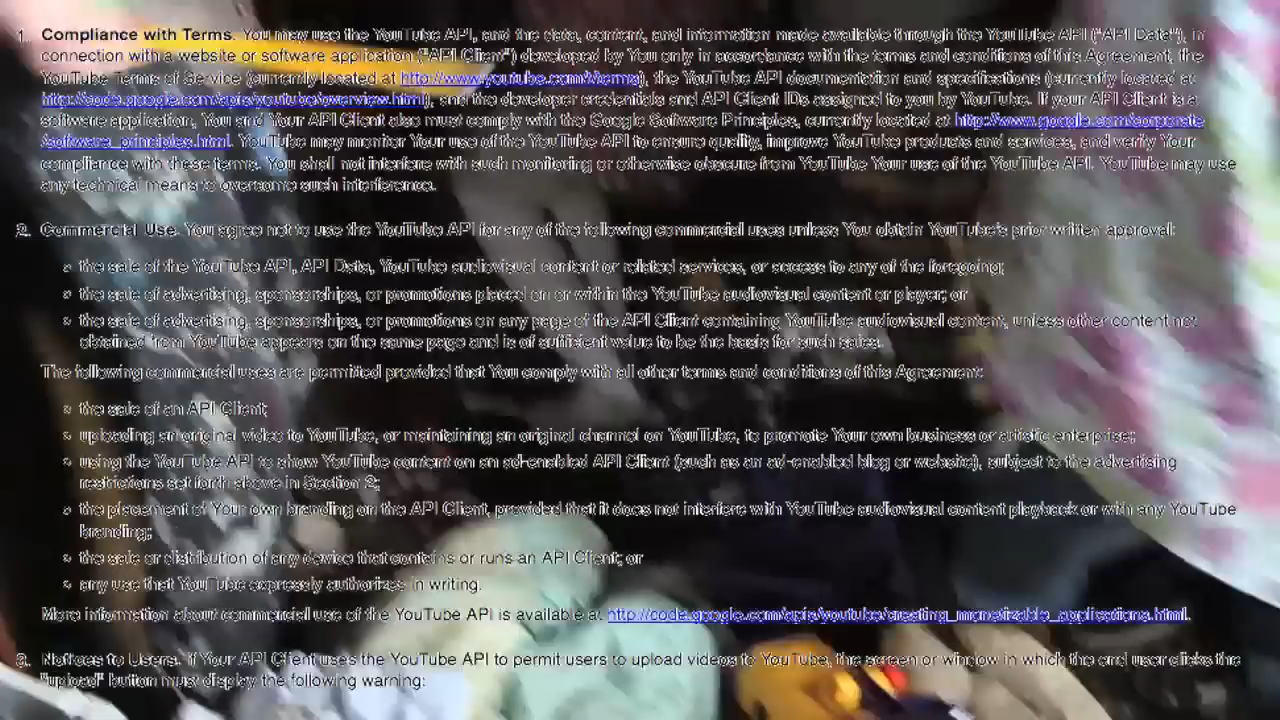 1. Compliance with Terms. You may use the YouTube API, and the data, content, and information made available through the YouTube API ("API Data"), in
connection with a website or software application ("API Client") developed by You only in accordance with the terms and conditions of this Agreement, the
YouTube Terms of Service (currently located at http://www.youtube.com/t/terms), the YouTube API documentation and specifications (currently located at
http://code.google.com/apis/youtube/overview.html), and the developer credentials and API Client IDs assigned to you by YouTube. If your API Client is a
software application, You and Your API Client also must comply with the Google Software Principles, currently located at http://www.google.com/corporate
/software_principles.html. YouTube may monitor Your use of the YouTube API to ensure quality, improve YouTube products and services, and verify Your
compliance with these terms. You shall not interfere with such monitoring or otherwise obscure from YouTube Your use of the YouTube API. YouTube may use
any technical means to overcome such interference.
2. Commercial Use. You agree not to use the YouTube API for any of the following commercial uses unless You obtain YouTube's prior written approval:
◦ the sale of the YouTube API, API Data, YouTube audiovisual content or related services, or access to any of the foregoing;
◦ the sale of advertising, sponsorships, or promotions placed on or within the YouTube audiovisual content or player; or
◦ the sale of advertising, sponsorships, or promotions on any page of the API Client containing YouTube audiovisual content, unless other content not
obtained from YouTube appears on the same page and is of sufficient value to be the basis for such sales.
The following commercial uses are permitted provided that You comply with all other terms and conditions of this Agreement:
◦ the sale of an API Client;
◦ uploading an original video to YouTube, or maintaining an original channel on YouTube, to promote Your own business or artistic enterprise;
◦ using the YouTube API to show YouTube content on an ad-enabled API Client (such as an ad-enabled blog or website), subject to the advertising
restrictions set forth above in Section 2;
◦ the placement of Your own branding on the API Client, provided that it does not interfere with YouTube audiovisual content playback or with any YouTube
branding;
◦ the sale or distribution of any device that contains or runs an API Client; or
◦ any use that YouTube expressly authorizes in writing.
More information about commercial use of the YouTube API is available at http://code.google.com/apis/youtube/creating_monetizable_applications.html.
3. Notices to Users. If Your API Client uses the YouTube API to permit users to upload videos to YouTube, the screen or window in which the end user clicks the
"upload" button must display the following warning: